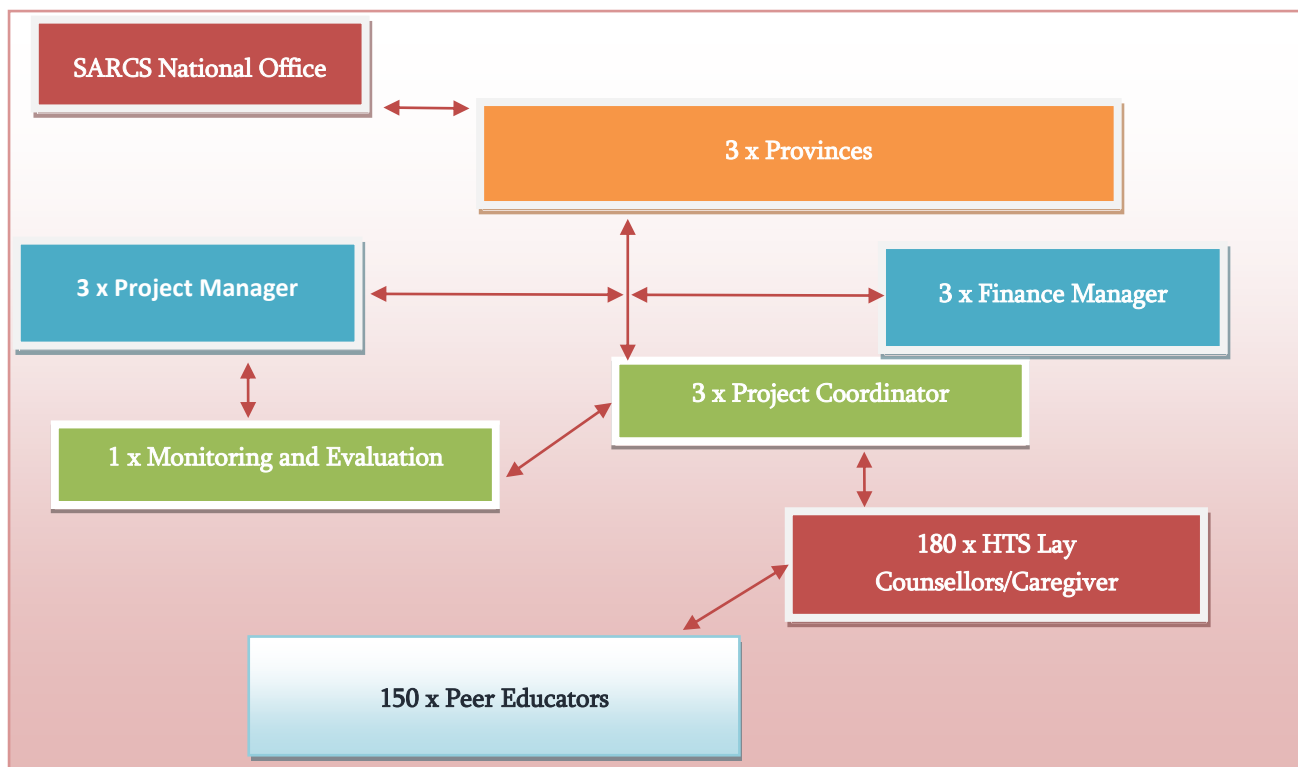 SARCS National Office
3 x Provinces
3 x Project Manager
3 x Finance Manager
3 x Project Coordinator
1 x Monitoring and Evaluation
180 x HTS Lay
Counsellors/Caregiver
150 x Peer Educators